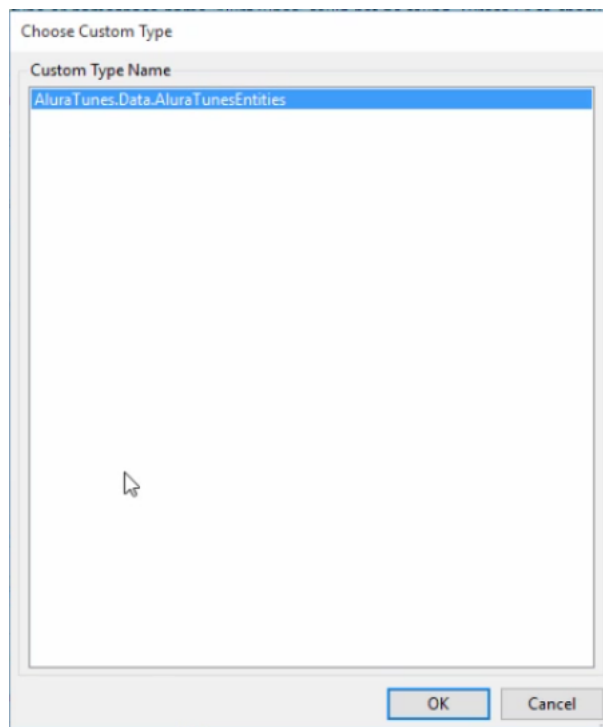 Choose Custom Type
Custom Type Name
AluraTunes.Data.AluraTunesEntities
OK
Cancel